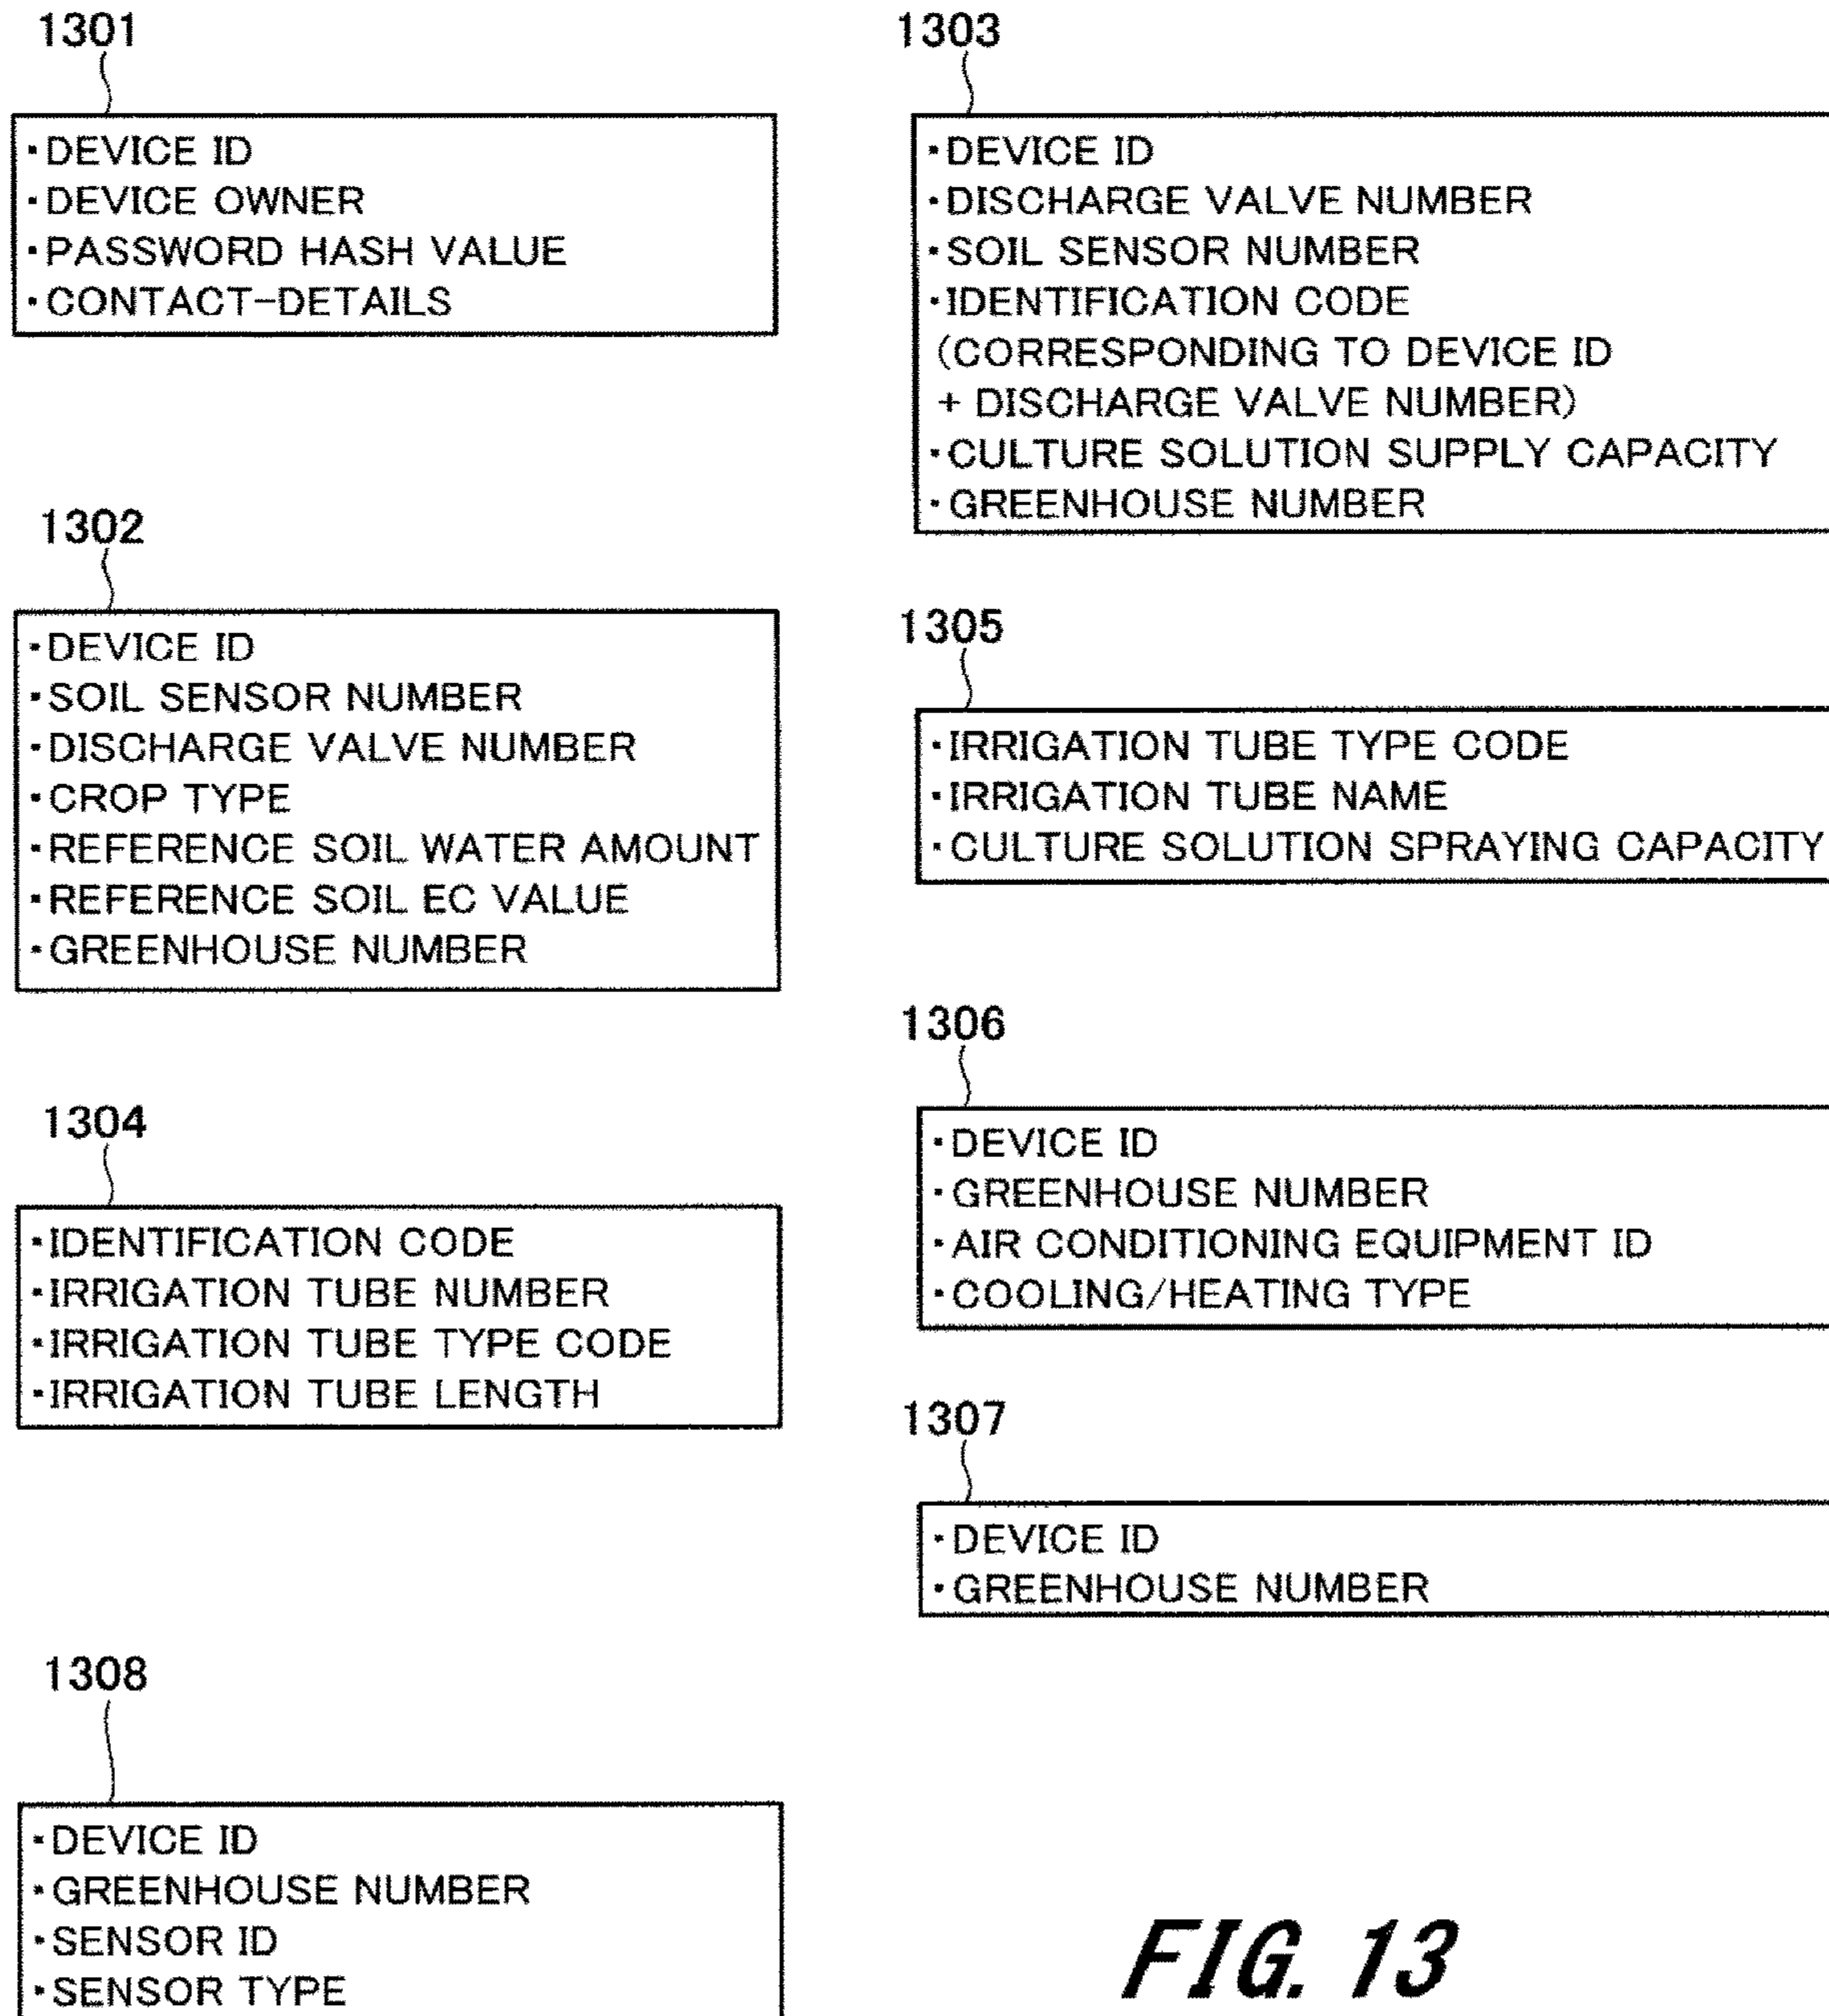 1301
・DEVICE ID
・DEVICE OWNER
・PASSWORD HASH VALUE
・CONTACT-DETAILS
1303
・DEVICE ID
・DISCHARGE VALVE NUMBER
・SOIL SENSOR NUMBER
・IDENTIFICATION CODE
(CORRESPONDING TO DEVICE ID
+ DISCHARGE VALVE NUMBER)
・CULTURE SOLUTION SUPPLY CAPACITY
・GREENHOUSE NUMBER
1302
・DEVICE ID
・SOIL SENSOR NUMBER
・DISCHARGE VALVE NUMBER
・CROP TYPE
・REFERENCE SOIL WATER AMOUNT
・REFERENCE SOIL EC VALUE
・GREENHOUSE NUMBER
1305
・IRRIGATION TUBE TYPE CODE
・IRRIGATION TUBE NAME
・CULTURE SOLUTION SPRAYING CAPACITY
1304
・IDENTIFICATION CODE
・IRRIGATION TUBE NUMBER
・IRRIGATION TUBE TYPE CODE
・IRRIGATION TUBE LENGTH
1306
・DEVICE ID
・GREENHOUSE NUMBER
・AIR CONDITIONING EQUIPMENT ID
・COOLING/HEATING TYPE
1307
・DEVICE ID
・GREENHOUSE NUMBER
1308
・DEVICE ID
・GREENHOUSE NUMBER
・SENSOR ID
・SENSOR TYPE
FIG. 13